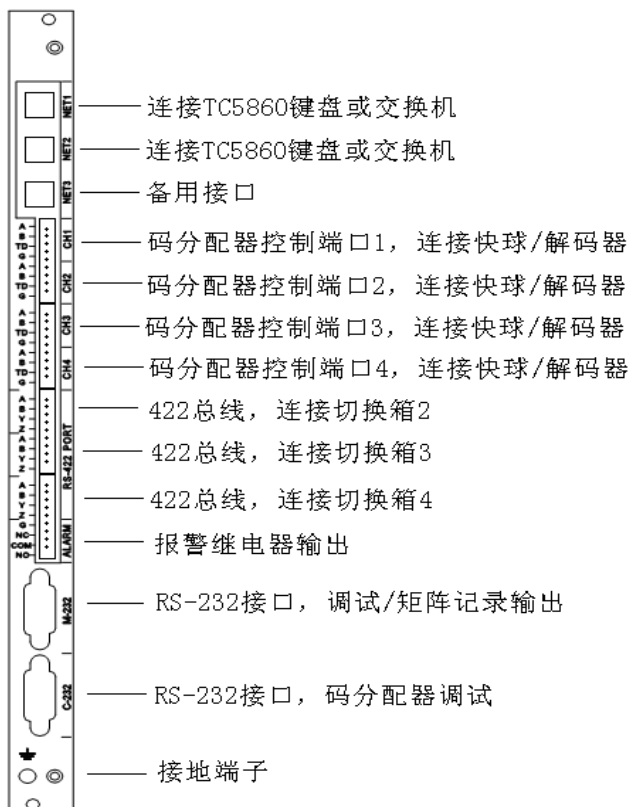 NET1
连接TC5860键盘或交换机
NET2
连接TC5860键盘或交换机
NET3
备用接口
A
B
TD
G
CH1
码分配器控制端口1，连接快球/解码器
A
B
TD
G
CH2
码分配器控制端口2，连接快球/解码器
A
B
TD
G
CH3
码分配器控制端口3，连接快球/解码器
A
B
TD
G
CH4
码分配器控制端口4，连接快球/解码器
RS-422 PORT
A
B
Y
Z
422总线，连接切换箱2
A
B
Y
Z
422总线，连接切换箱3
A
B
Y
Z
G
422总线，连接切换箱4
NC
COM
NO
ALARM
报警继电器输出
M-232
RS-232接口，调试/矩阵记录输出
C-232
RS-232接口，码分配器调试
接地端子